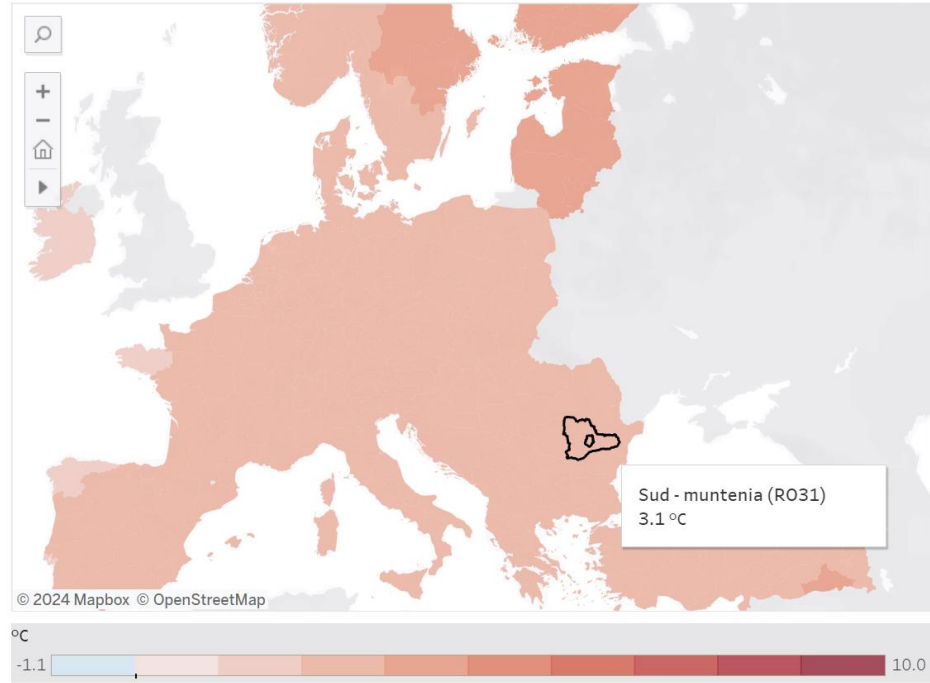 +
−
Sud - muntenia (RO31)
3.1 °C
© 2024 Mapbox © OpenStreetMap
°C
-1.1
10.0